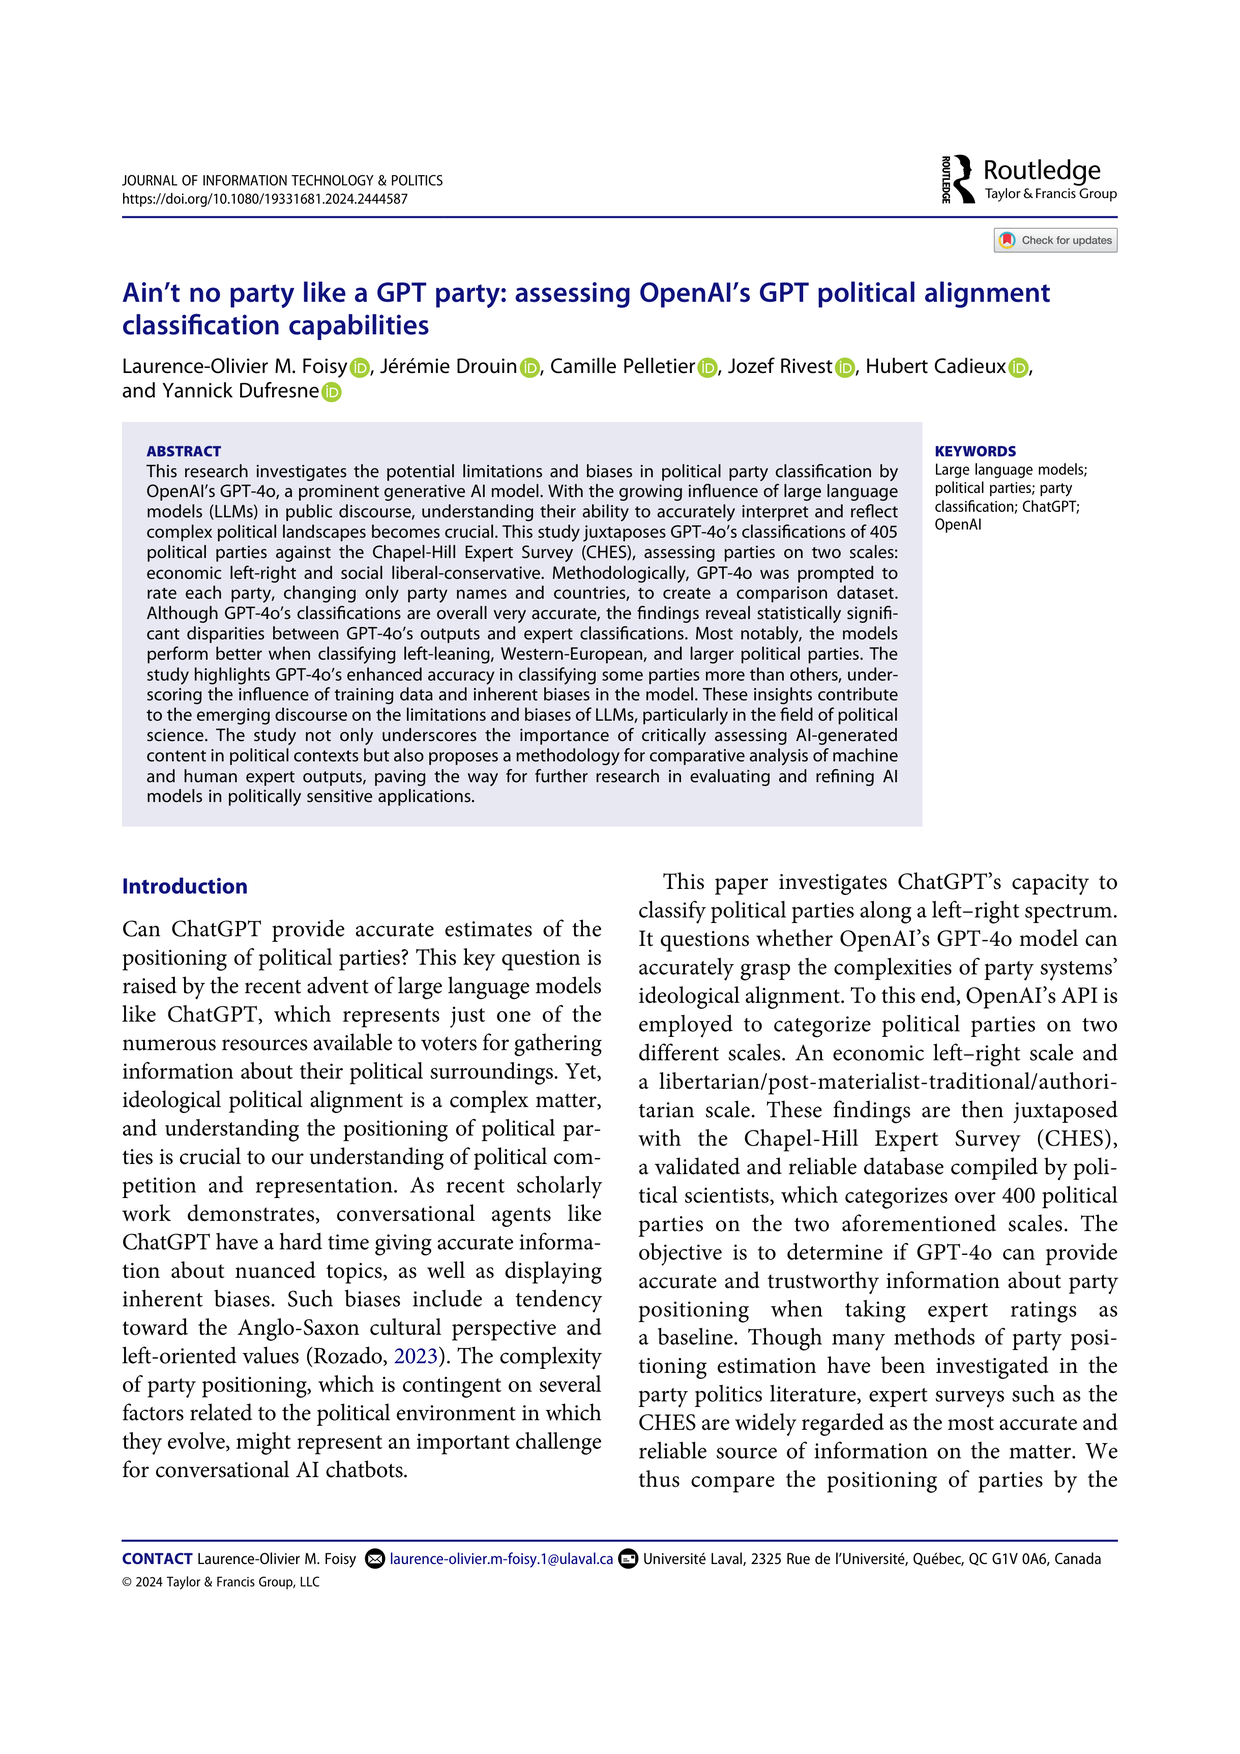 JOURNAL OF INFORMATION TECHNOLOGY & POLITICS
https://doi.org/10.1080/19331681.2024.2444587
ROUTLEDGE
Routledge
Taylor & Francis Group
Check for updates
Ain't no party like a GPT party: assessing OpenAI's GPT political alignment
classification capabilities
Laurence-Olivier M. Foisy iD, Jérémie Drouin iD, Camille Pelletier iD, Jozef Rivest iD, Hubert Cadieux iD,
and Yannick Dufresne iD
ABSTRACT
This research investigates the potential limitations and biases in political party classification by
OpenAI's GPT-4o, a prominent generative AI model. With the growing influence of large language
models (LLMs) in public discourse, understanding their ability to accurately interpret and reflect
complex political landscapes becomes crucial. This study juxtaposes GPT-4o's classifications of 405
political parties against the Chapel-Hill Expert Survey (CHES), assessing parties on two scales:
economic left-right and social liberal-conservative. Methodologically, GPT-4o was prompted to
rate each party, changing only party names and countries, to create a comparison dataset.
Although GPT-4o's classifications are overall very accurate, the findings reveal statistically signifi-
cant disparities between GPT-4o's outputs and expert classifications. Most notably, the models
perform better when classifying left-leaning, Western-European, and larger political parties. The
study highlights GPT-4o's enhanced accuracy in classifying some parties more than others, under-
scoring the influence of training data and inherent biases in the model. These insights contribute
to the emerging discourse on the limitations and biases of LLMs, particularly in the field of political
science. The study not only underscores the importance of critically assessing AI-generated
content in political contexts but also proposes a methodology for comparative analysis of machine
and human expert outputs, paving the way for further research in evaluating and refining AI
models in politically sensitive applications.
KEYWORDS
Large language models;
political parties; party
classification; ChatGPT;
OpenAI
Introduction
Can ChatGPT provide accurate estimates of the
positioning of political parties? This key question is
raised by the recent advent of large language models
like ChatGPT, which represents just one of the
numerous resources available to voters for gathering
information about their political surroundings. Yet,
ideological political alignment is a complex matter,
and understanding the positioning of political par-
ties is crucial to our understanding of political com-
petition and representation. As recent scholarly
work demonstrates, conversational agents like
ChatGPT have a hard time giving accurate informa-
tion about nuanced topics, as well as displaying
inherent biases. Such biases include a tendency
toward the Anglo-Saxon cultural perspective and
left-oriented values (Rozado, 2023). The complexity
of party positioning, which is contingent on several
factors related to the political environment in which
they evolve, might represent an important challenge
for conversational AI chatbots.
This paper investigates ChatGPT's capacity to
classify political parties along a left–right spectrum.
It questions whether OpenAI's GPT-4o model can
accurately grasp the complexities of party systems'
ideological alignment. To this end, OpenAI's API is
employed to categorize political parties on two
different scales. An economic left–right scale and
a libertarian/post-materialist-traditional/authori-
tarian scale. These findings are then juxtaposed
with the Chapel-Hill Expert Survey (CHES),
a validated and reliable database compiled by poli-
tical scientists, which categorizes over 400 political
parties on the two aforementioned scales. The
objective is to determine if GPT-4o can provide
accurate and trustworthy information about party
positioning when taking expert ratings as
a baseline. Though many methods of party posi-
tioning estimation have been investigated in the
party politics literature, expert surveys such as the
CHES are widely regarded as the most accurate and
reliable source of information on the matter. We
thus compare the positioning of parties by the
CONTACT Laurence-Olivier M. Foisy laurence-olivier.m-foisy.1@ulaval.ca Université Laval, 2325 Rue de l'Université, Québec, QC G1V 0A6, Canada
© 2024 Taylor & Francis Group, LLC